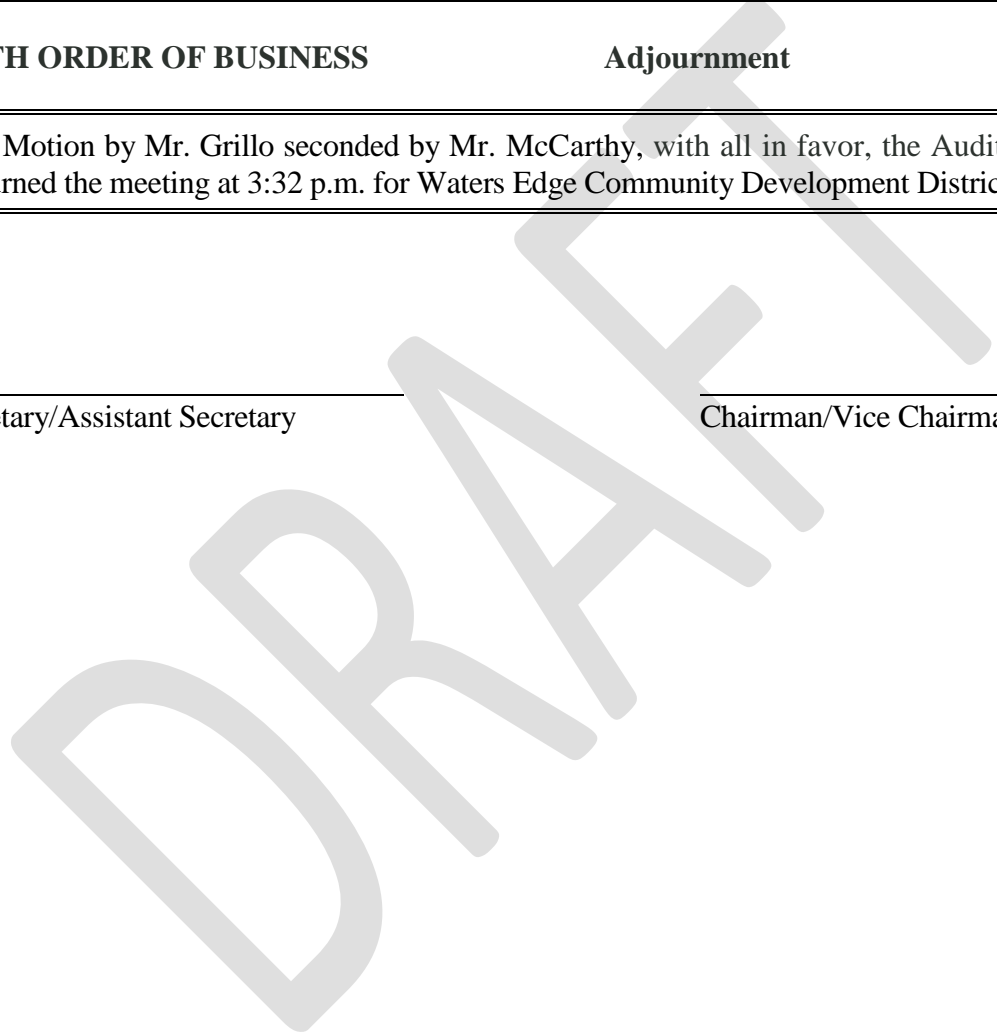 TH ORDER OF BUSINESS Adjournment
Motion by Mr. Grillo seconded by Mr. McCarthy, with all in favor, the Audit
rned the meeting at 3:32 p.m. for Waters Edge Community Development Distric
etary/Assistant Secretary Chairman/Vice Chairma
DRAFT